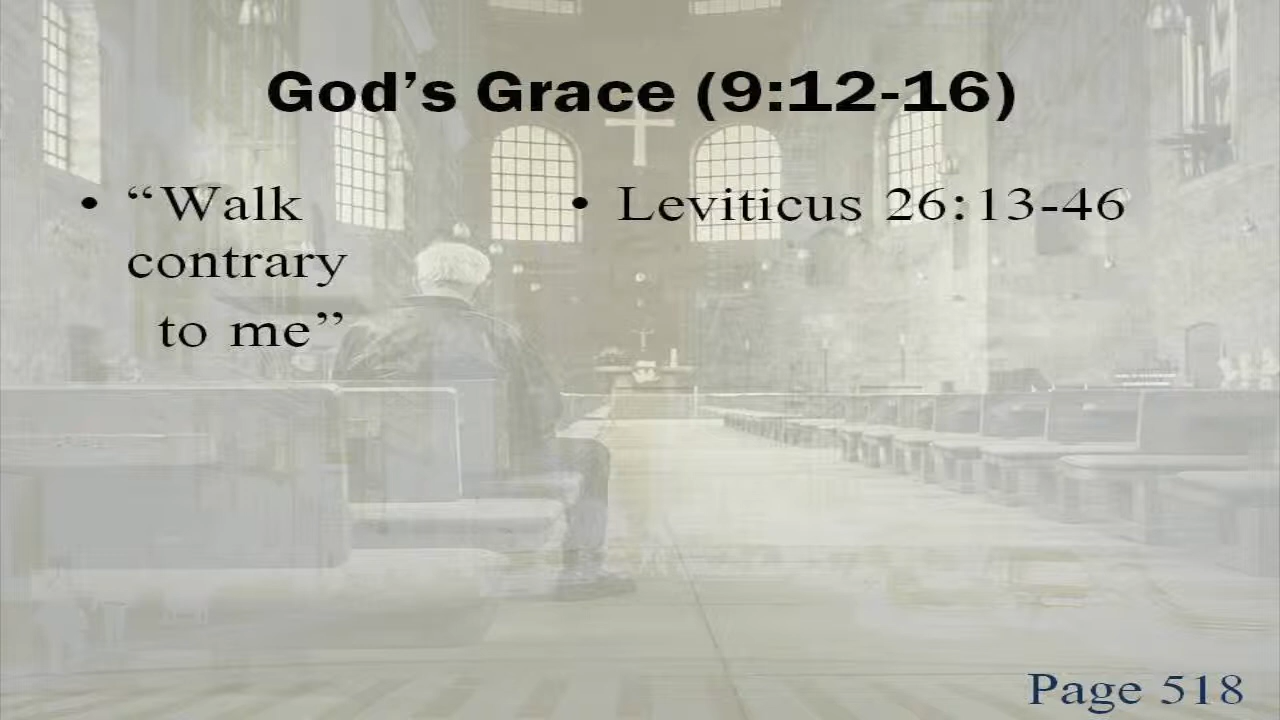 God’s Grace (9:12-16)
• “Walk
contrary
to me”
• Leviticus 26:13-46
Page 518